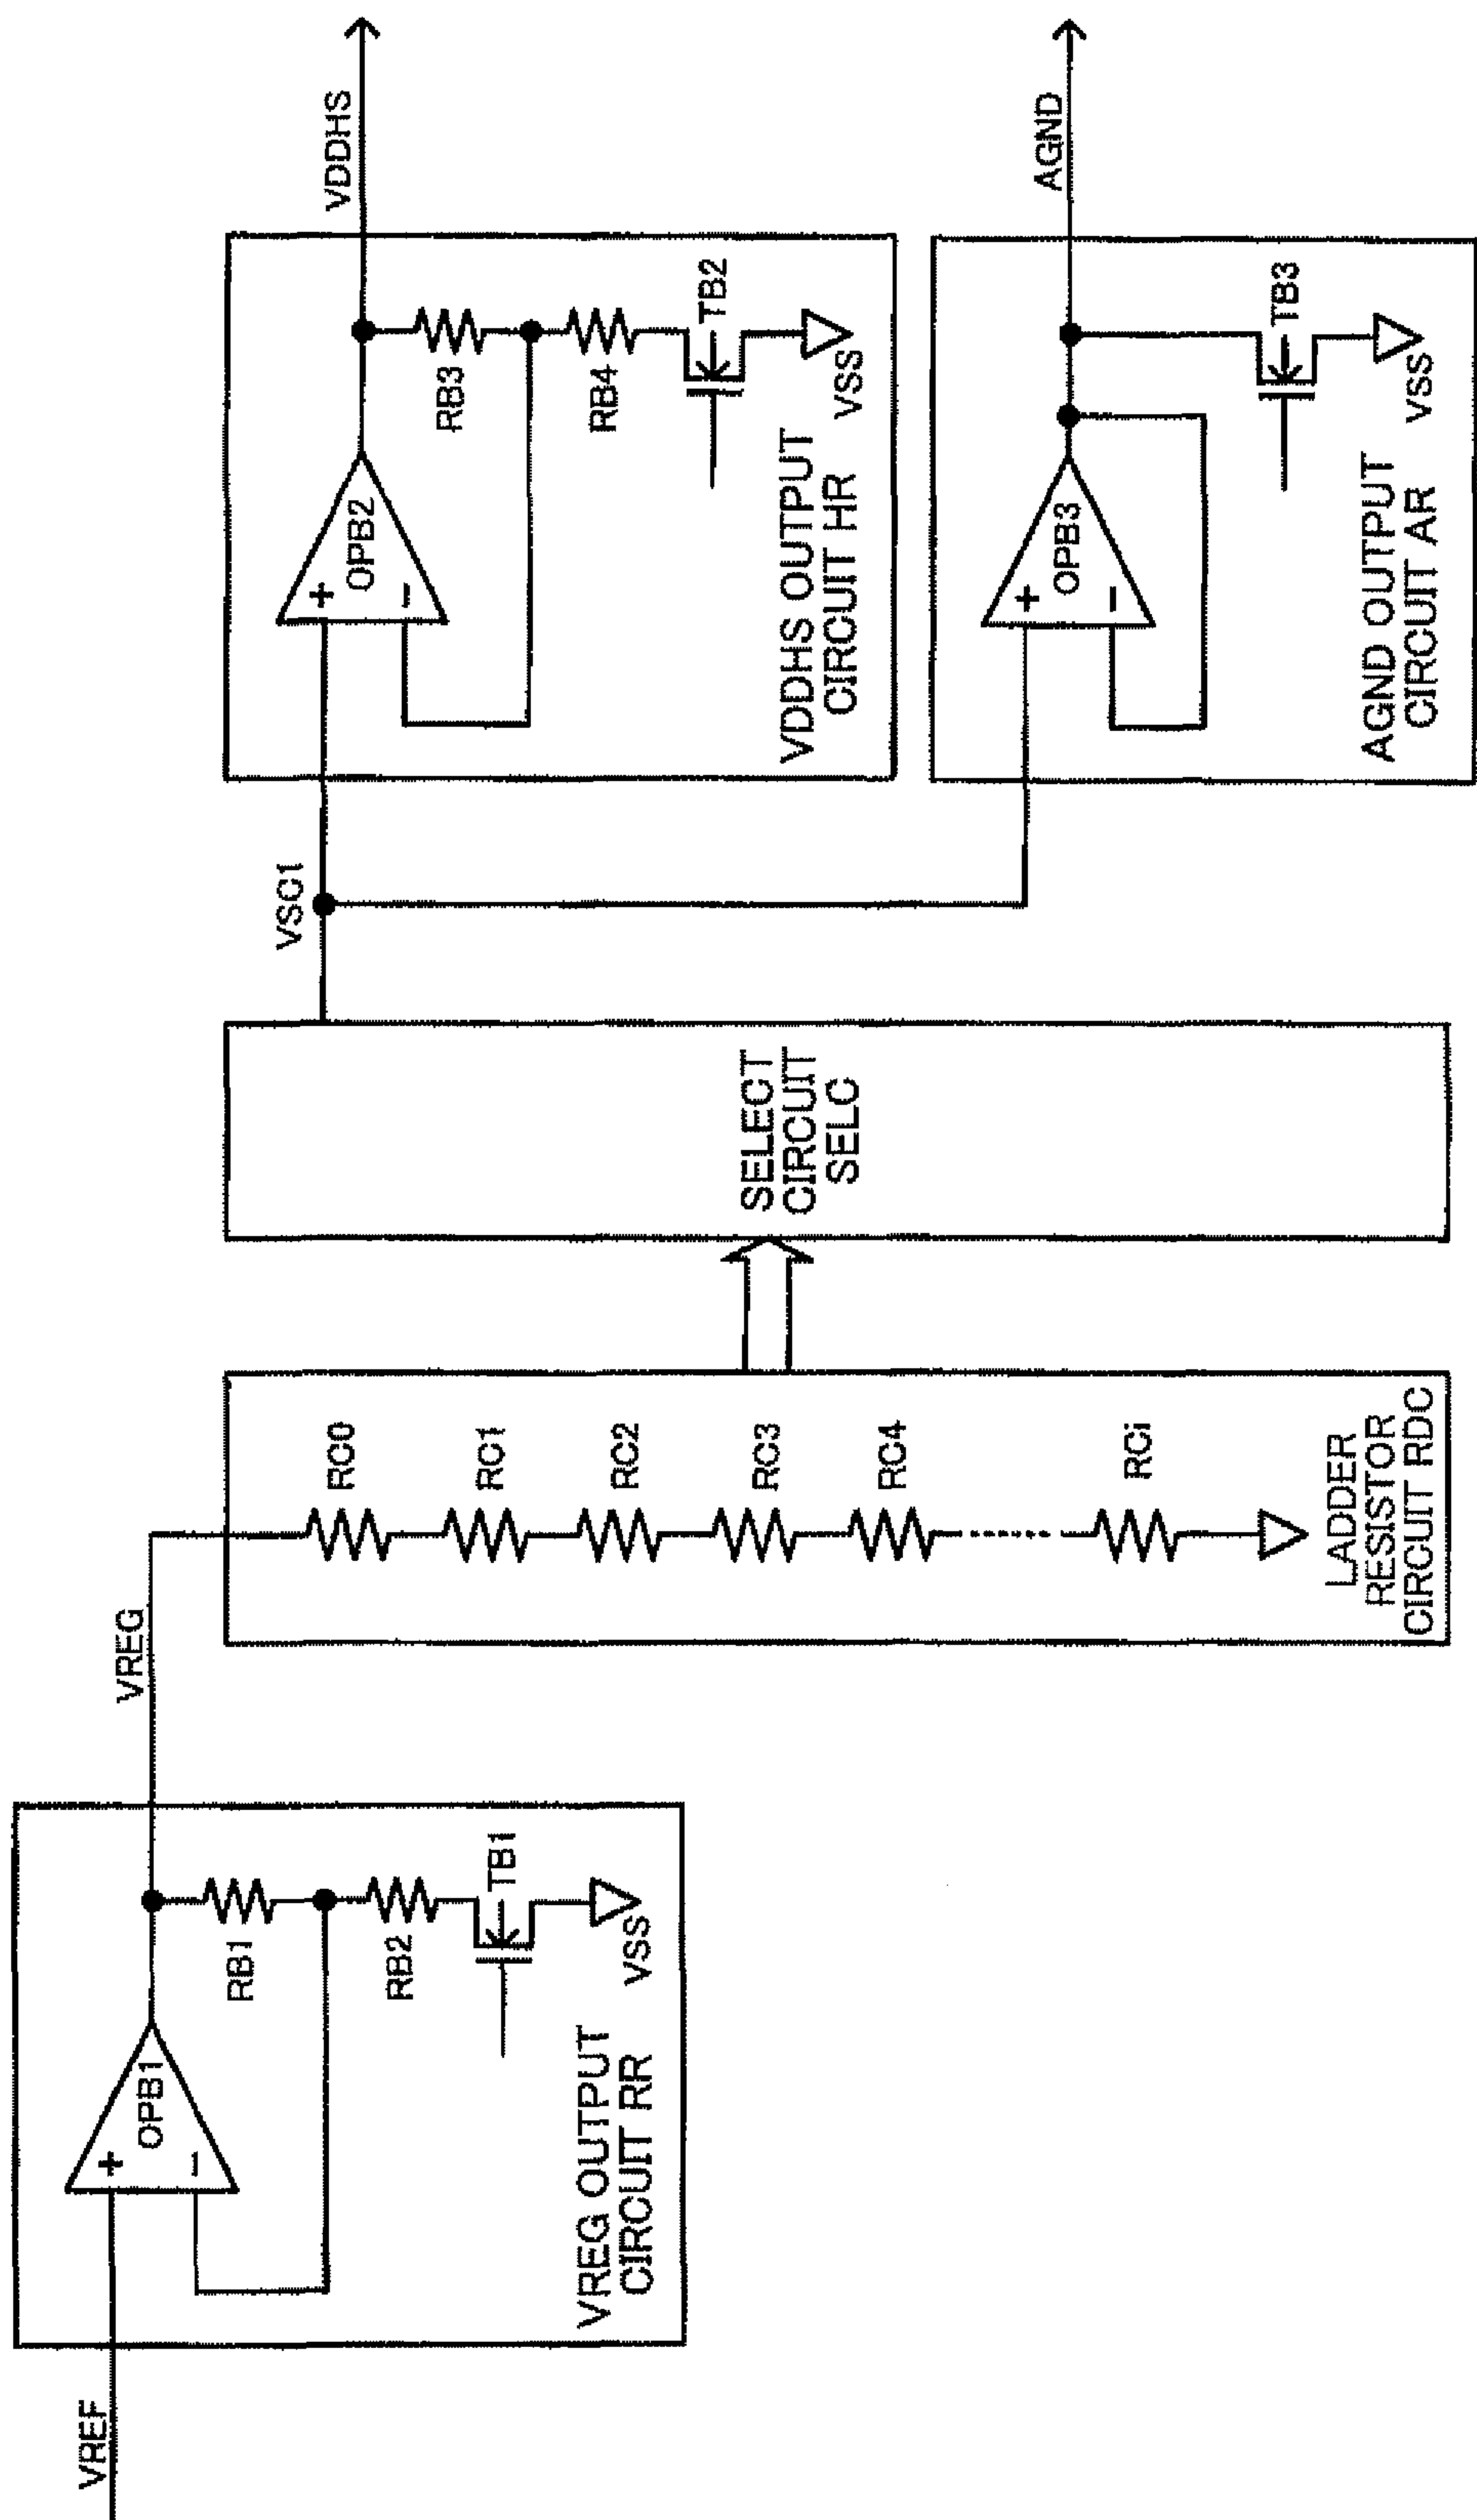 VREF
+
−
OPB1
RB1
RB2
TB1
VSS
VREG OUTPUT
CIRCUIT RR
VREG
RC0
RC1
RC2
RC3
RC4
RCi
LADDER
RESISTOR
CIRCUIT RDC
SELECT
CIRCUIT
SELC
VSC1
+
−
OPB2
RB3
RB4
TB2
VSS
VDDHS OUTPUT
CIRCUIT HR
VDDHS
+
−
OPB3
TB3
VSS
AGND OUTPUT
CIRCUIT AR
AGND